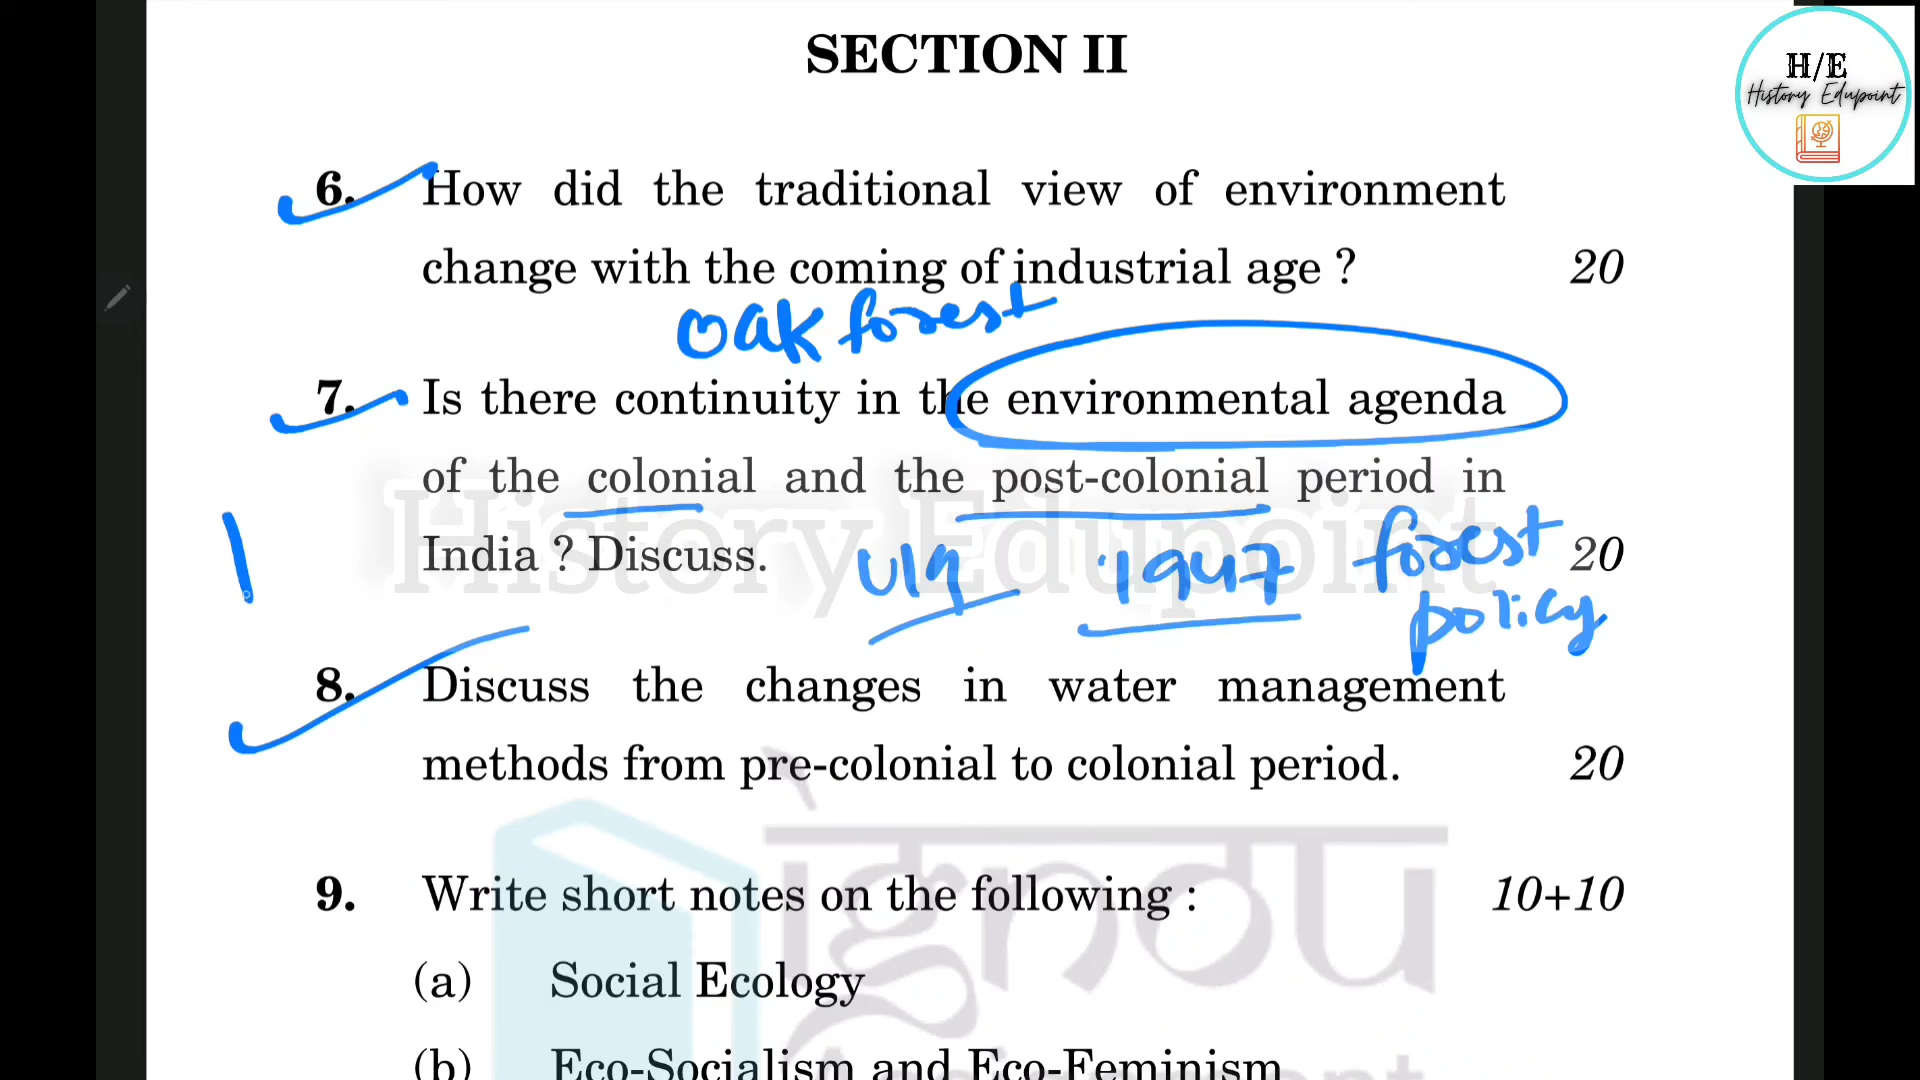 SECTION II
H/E
History Edupoint
6. How did the traditional view of environment
change with the coming of industrial age ? 20
oak forest
7. Is there continuity in the environmental agenda
of the colonial and the post-colonial period in
India ? Discuss. 20
1947 forest
policy
History Edupoint
8. Discuss the changes in water management
methods from pre-colonial to colonial period. 20
9. Write short notes on the following : 10+10
(a) Social Ecology
(b) Eco-Socialism and Eco-Feminism
ignou